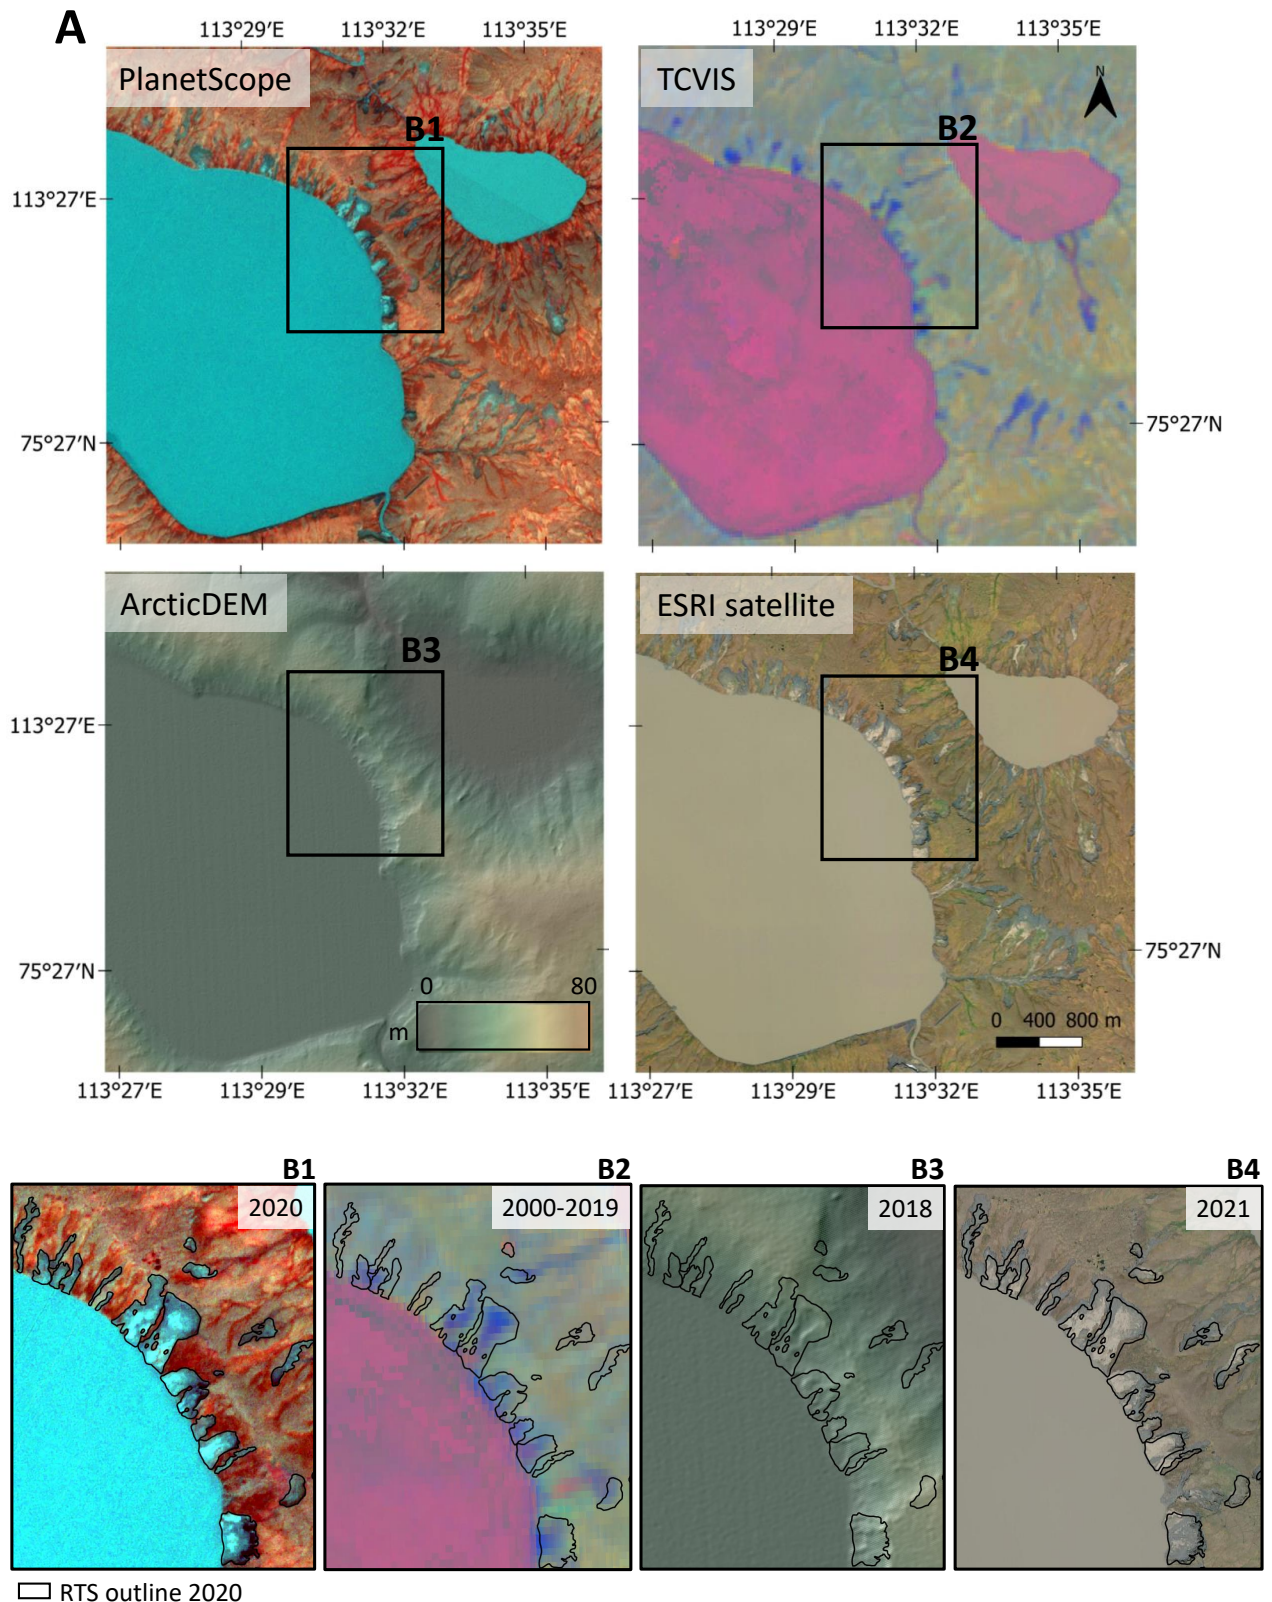 A
113°29′E 113°32′E 113°35′E 113°29′E 113°32′E 113°35′E
PlanetScope TCVIS
N
B1 B2
113°27′E
75°27′N 75°27′N
ArcticDEM ESRI satellite
B3 B4
113°27′E
75°27′N 75°27′N
0 80
m
0 400 800 m
113°27′E 113°29′E 113°32′E 113°35′E 113°27′E 113°29′E 113°32′E 113°35′E
B1 B2 B3 B4
2020 2000-2019 2018 2021
RTS outline 2020